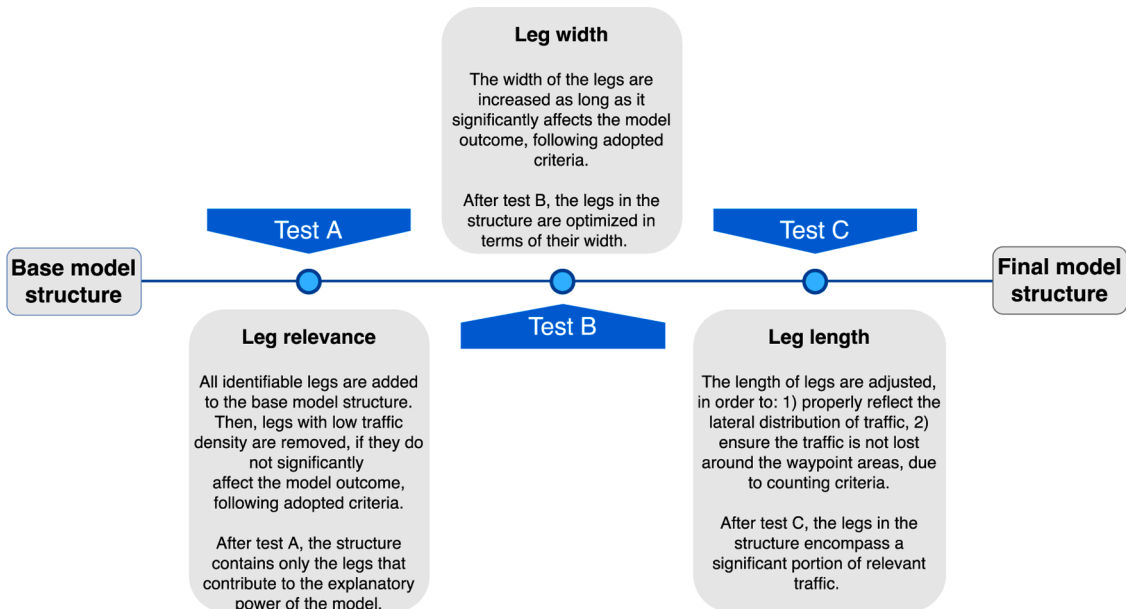 Base model
structure
Test A
Leg relevance
All identifiable legs are added
to the base model structure.
Then, legs with low traffic
density are removed, if they do
not significantly
affect the model outcome,
following adopted criteria.
After test A, the structure
contains only the legs that
contribute to the explanatory
power of the model.
Leg width
The width of the legs are
increased as long as it
significantly affects the model
outcome, following adopted
criteria.
After test B, the legs in the
structure are optimized in
terms of their width.
Test B
Test C
Leg length
The length of legs are adjusted,
in order to: 1) properly reflect the
lateral distribution of traffic, 2)
ensure the traffic is not lost
around the waypoint areas, due
to counting criteria.
After test C, the legs in the
structure encompass a
significant portion of relevant
traffic.
Final model
structure